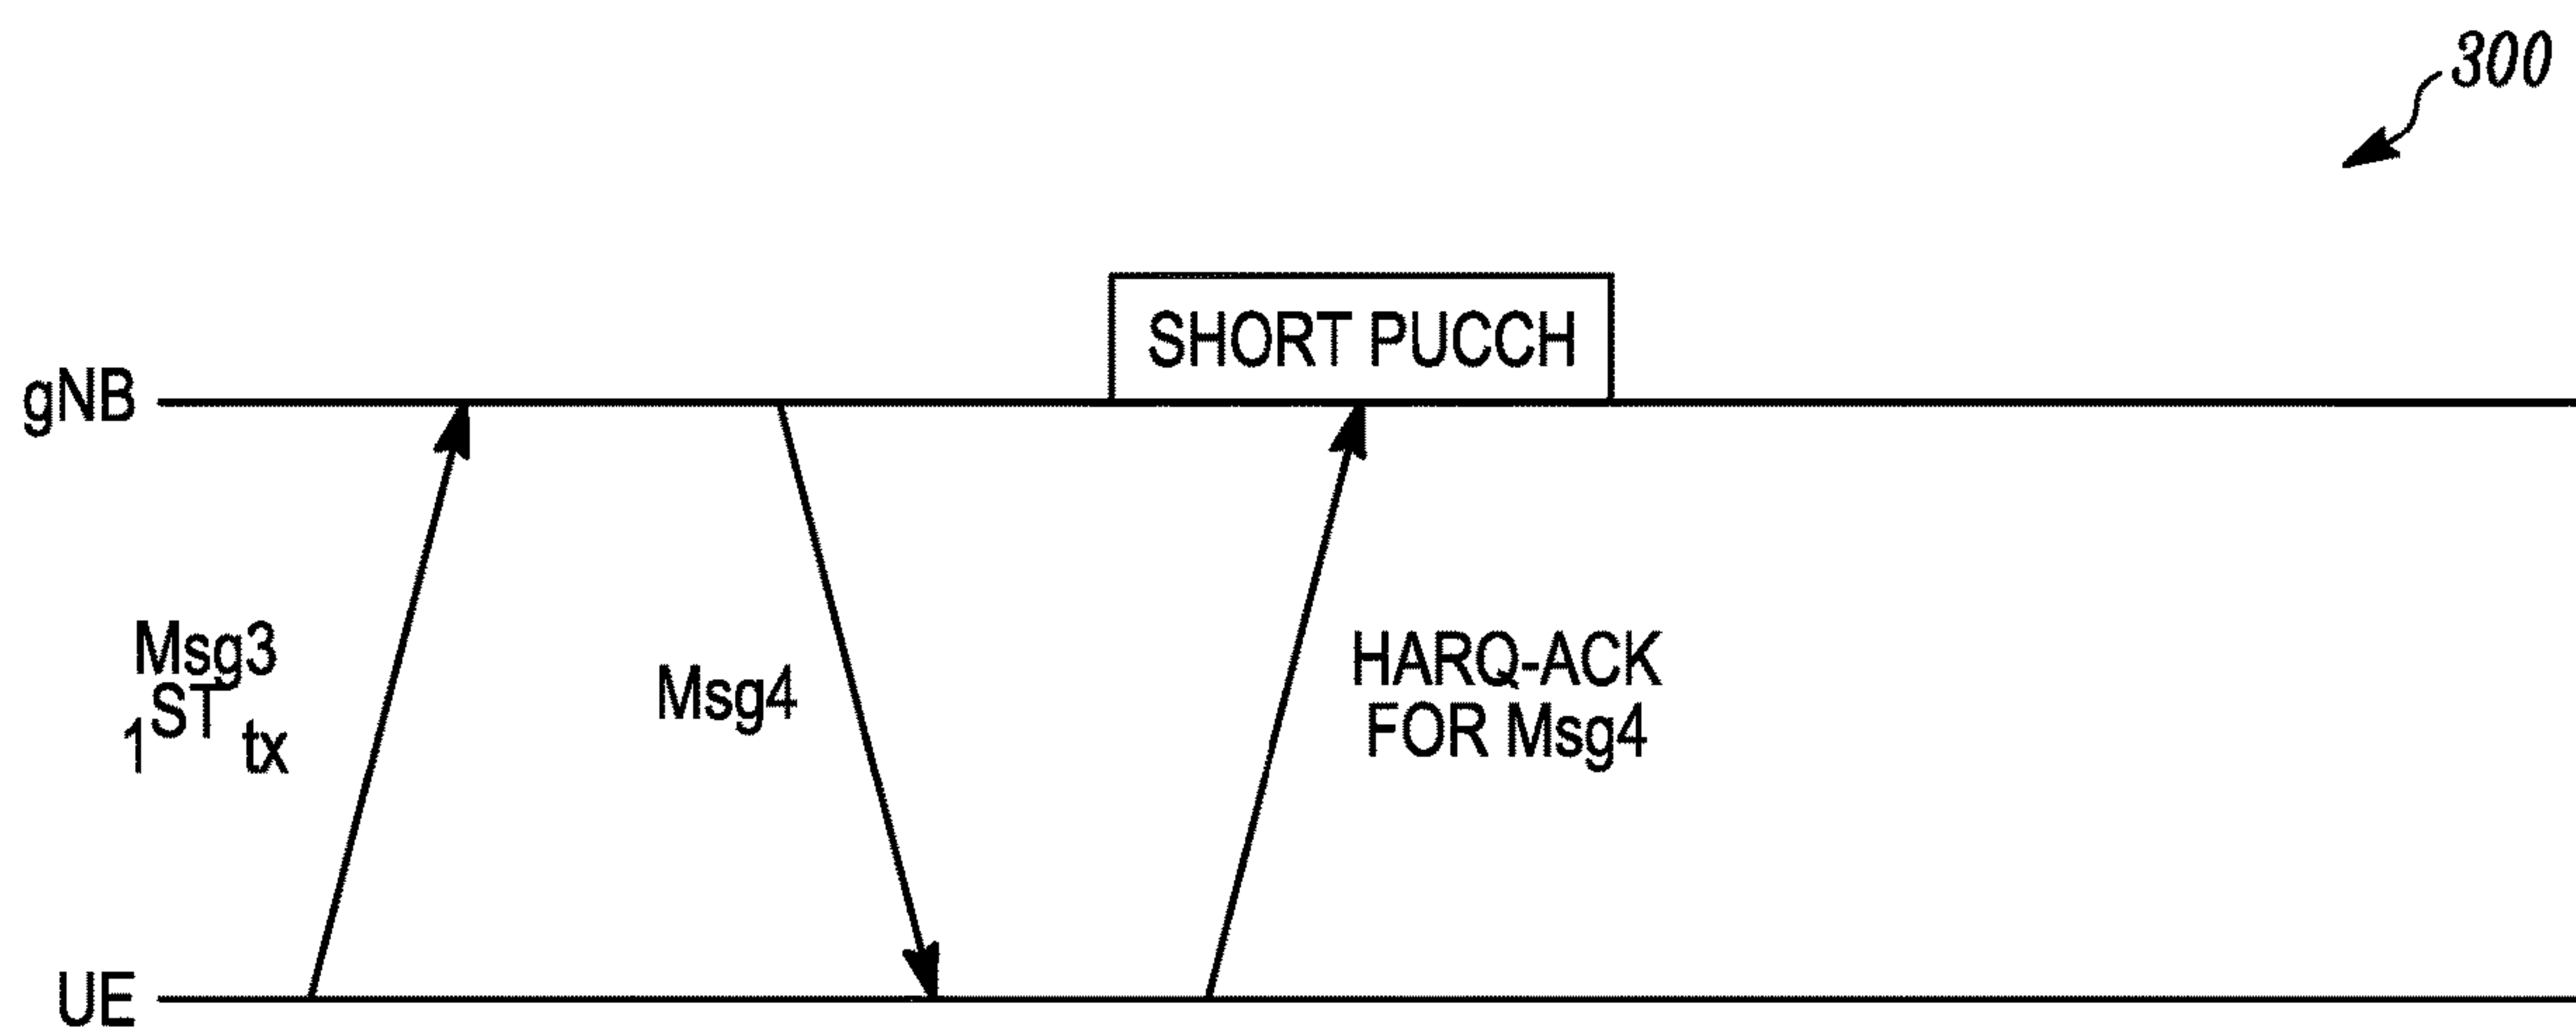 300
SHORT PUCCH
gNB
Msg3
1ST tx
Msg4
HARQ-ACK
FOR Msg4
UE